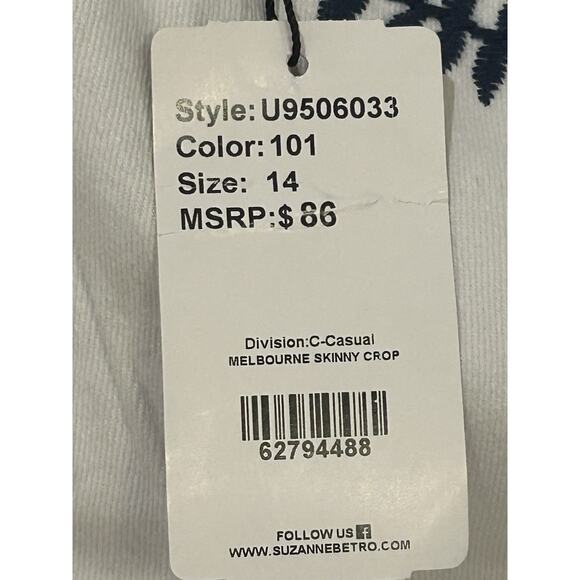 Style: U9506033
Color: 101
Size: 14
MSRP:$ 86
Division:C-Casual
MELBOURNE SKINNY CROP
62794488
FOLLOW US f
WWW.SUZANNEBETRO.COM